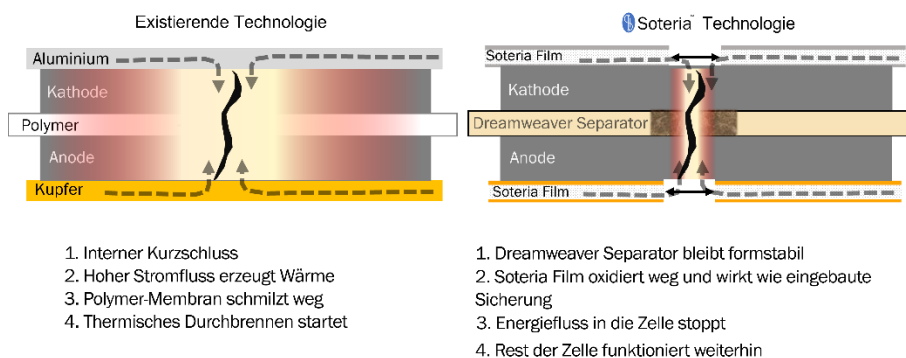 Existierende Technologie
Aluminium
Kathode
Polymer
Anode
Kupfer
1. Interner Kurzschluss
2. Hoher Stromfluss erzeugt Wärme
3. Polymer-Membran schmilzt weg
4. Thermisches Durchbrennen startet
Soteria™ Technologie
Soteria Film
Kathode
Dreamweaver Separator
Anode
Soteria Film
1. Dreamweaver Separator bleibt formstabil
2. Soteria Film oxidiert weg und wirkt wie eingebaute
Sicherung
3. Energiefluss in die Zelle stoppt
4. Rest der Zelle funktioniert weiterhin